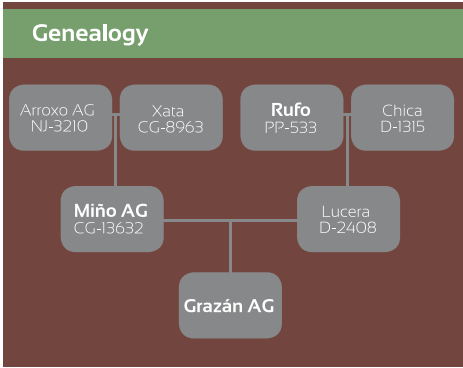 Genealogy
Arroxo AG
NJ-3210
Xata
CG-8963
Rufo
PP-533
Chica
D-1315
Miño AG
CG-13632
Lucera
D-2408
Grazán AG